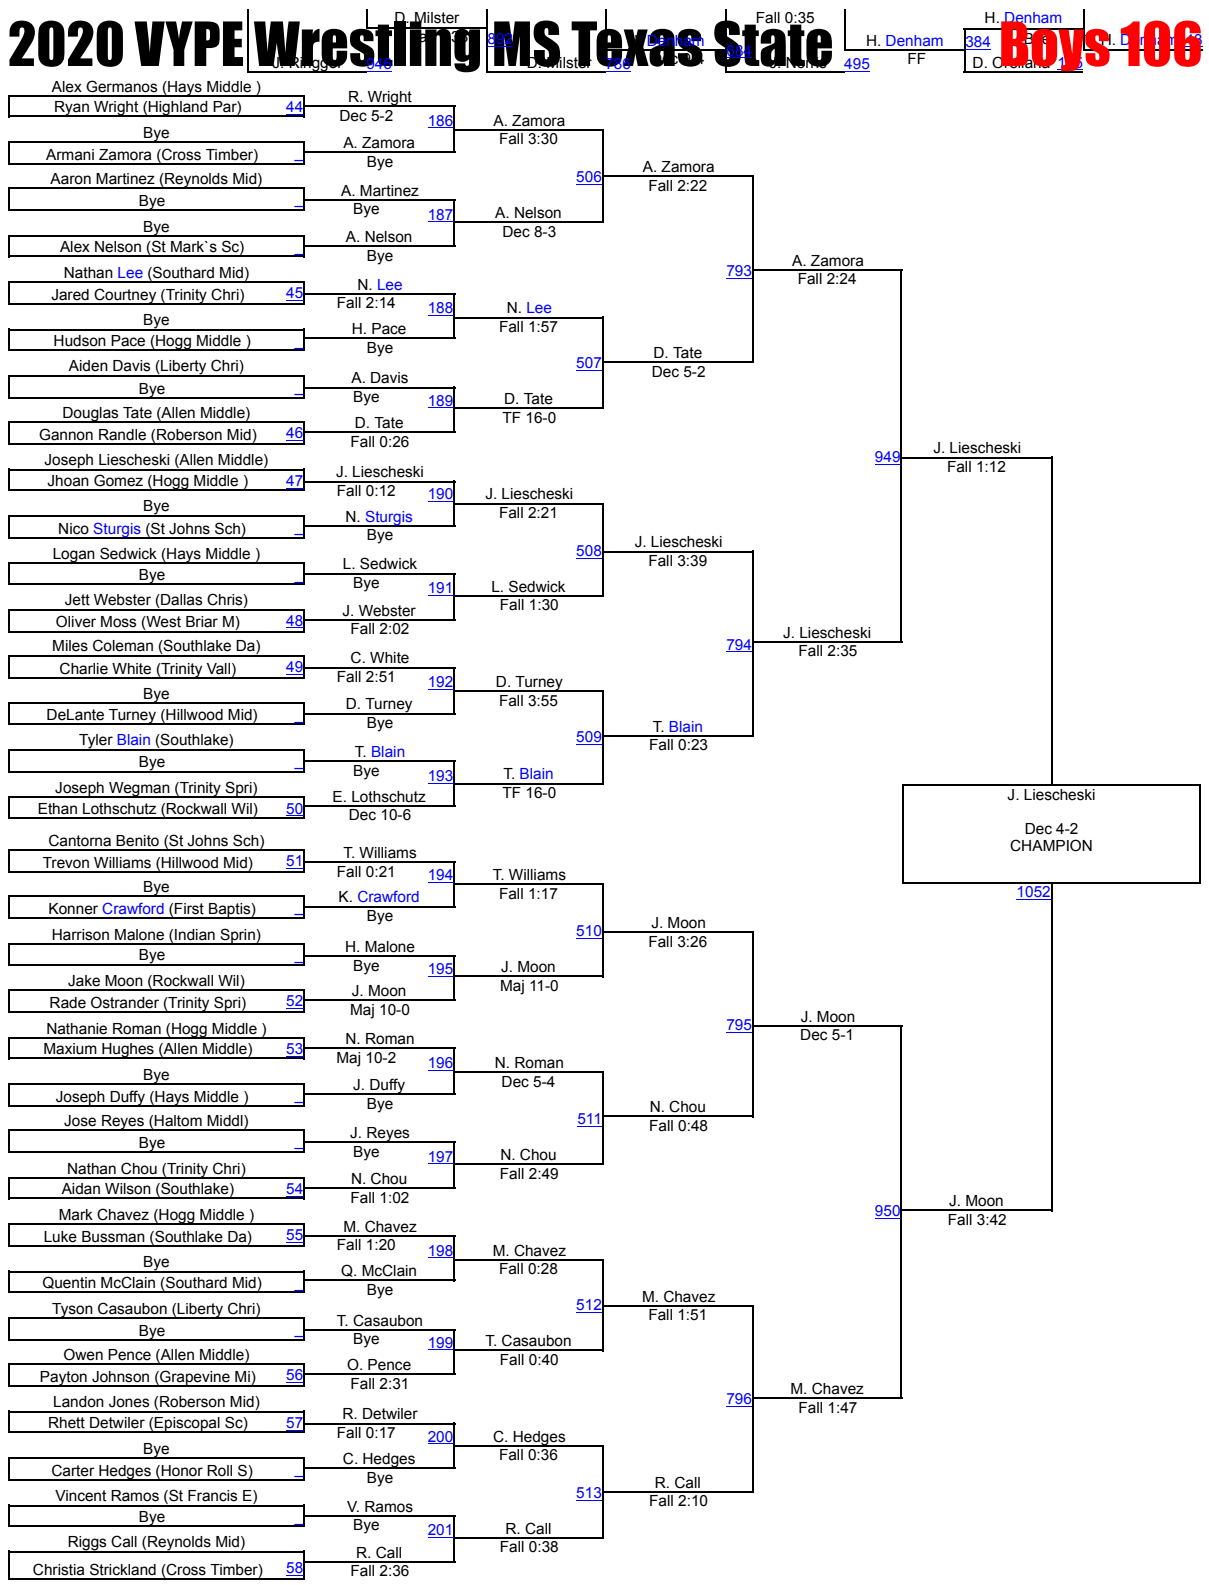 D. Milster
Fall 0:35
H. Denham
2020 VYPE Wrestling MS Texas State
Boys 106
H. Denham
384
FF
D. Milster
495
Alex Germanos (Hays Middle )
Ryan Wright (Highland Par)
44
R. Wright
Dec 5-2
186
A. Zamora
Fall 3:30
Bye
Armani Zamora (Cross Timber)
A. Zamora
Bye
506
A. Zamora
Fall 2:22
Aaron Martinez (Reynolds Mid)
Bye
A. Martinez
Bye
187
A. Nelson
Dec 8-3
Bye
Alex Nelson (St Mark`s Sc)
A. Nelson
Bye
793
A. Zamora
Fall 2:24
Nathan Lee (Southard Mid)
Jared Courtney (Trinity Chri)
45
N. Lee
Fall 2:14
188
N. Lee
Fall 1:57
Bye
Hudson Pace (Hogg Middle )
H. Pace
Bye
507
D. Tate
Dec 5-2
Aiden Davis (Liberty Chri)
Bye
A. Davis
Bye
189
D. Tate
TF 16-0
Douglas Tate (Allen Middle)
Gannon Randle (Roberson Mid)
46
D. Tate
Fall 0:26
949
J. Liescheski
Fall 1:12
Joseph Liescheski (Allen Middle)
Jhoan Gomez (Hogg Middle )
47
J. Liescheski
Fall 0:12
190
J. Liescheski
Fall 2:21
Bye
Nico Sturgis (St Johns Sch)
N. Sturgis
Bye
508
J. Liescheski
Fall 3:39
Logan Sedwick (Hays Middle )
Bye
L. Sedwick
Bye
191
L. Sedwick
Fall 1:30
Jett Webster (Dallas Chris)
Oliver Moss (West Briar M)
48
J. Webster
Fall 2:02
794
J. Liescheski
Fall 2:35
Miles Coleman (Southlake Da)
Charlie White (Trinity Vall)
49
C. White
Fall 2:51
192
D. Turney
Fall 3:55
Bye
DeLante Turney (Hillwood Mid)
D. Turney
Bye
509
T. Blain
Fall 0:23
Tyler Blain (Southlake)
Bye
T. Blain
Bye
193
T. Blain
TF 16-0
Joseph Wegman (Trinity Spri)
Ethan Lothschutz (Rockwall Wil)
50
E. Lothschutz
Dec 10-6
J. Liescheski
Dec 4-2
CHAMPION
1052
Cantorna Benito (St Johns Sch)
Trevon Williams (Hillwood Mid)
51
T. Williams
Fall 0:21
194
T. Williams
Fall 1:17
Bye
Konner Crawford (First Baptis)
K. Crawford
Bye
510
J. Moon
Fall 3:26
Harrison Malone (Indian Sprin)
Bye
H. Malone
Bye
195
J. Moon
Maj 11-0
Jake Moon (Rockwall Wil)
Rade Ostrander (Trinity Spri)
52
J. Moon
Maj 10-0
795
J. Moon
Dec 5-1
Nathanie Roman (Hogg Middle )
Maxium Hughes (Allen Middle)
53
N. Roman
Maj 10-2
196
N. Roman
Dec 5-4
Bye
Joseph Duffy (Hays Middle )
J. Duffy
Bye
511
N. Chou
Fall 0:48
Jose Reyes (Haltom Middl)
Bye
J. Reyes
Bye
197
N. Chou
Fall 2:49
Nathan Chou (Trinity Chri)
Aidan Wilson (Southlake)
54
N. Chou
Fall 1:02
950
J. Moon
Fall 3:42
Mark Chavez (Hogg Middle )
Luke Bussman (Southlake Da)
55
M. Chavez
Fall 1:20
198
M. Chavez
Fall 0:28
Bye
Quentin McClain (Southard Mid)
Q. McClain
Bye
512
M. Chavez
Fall 1:51
Tyson Casaubon (Liberty Chri)
Bye
T. Casaubon
Bye
199
T. Casaubon
Fall 0:40
Owen Pence (Allen Middle)
Payton Johnson (Grapevine Mi)
56
O. Pence
Fall 2:31
796
M. Chavez
Fall 1:47
Landon Jones (Roberson Mid)
Rhett Detwiler (Episcopal Sc)
57
R. Detwiler
Fall 0:17
200
C. Hedges
Fall 0:36
Bye
Carter Hedges (Honor Roll S)
C. Hedges
Bye
513
R. Call
Fall 2:10
Vincent Ramos (St Francis E)
Bye
V. Ramos
Bye
201
R. Call
Fall 0:38
Riggs Call (Reynolds Mid)
Christia Strickland (Cross Timber)
58
R. Call
Fall 2:36